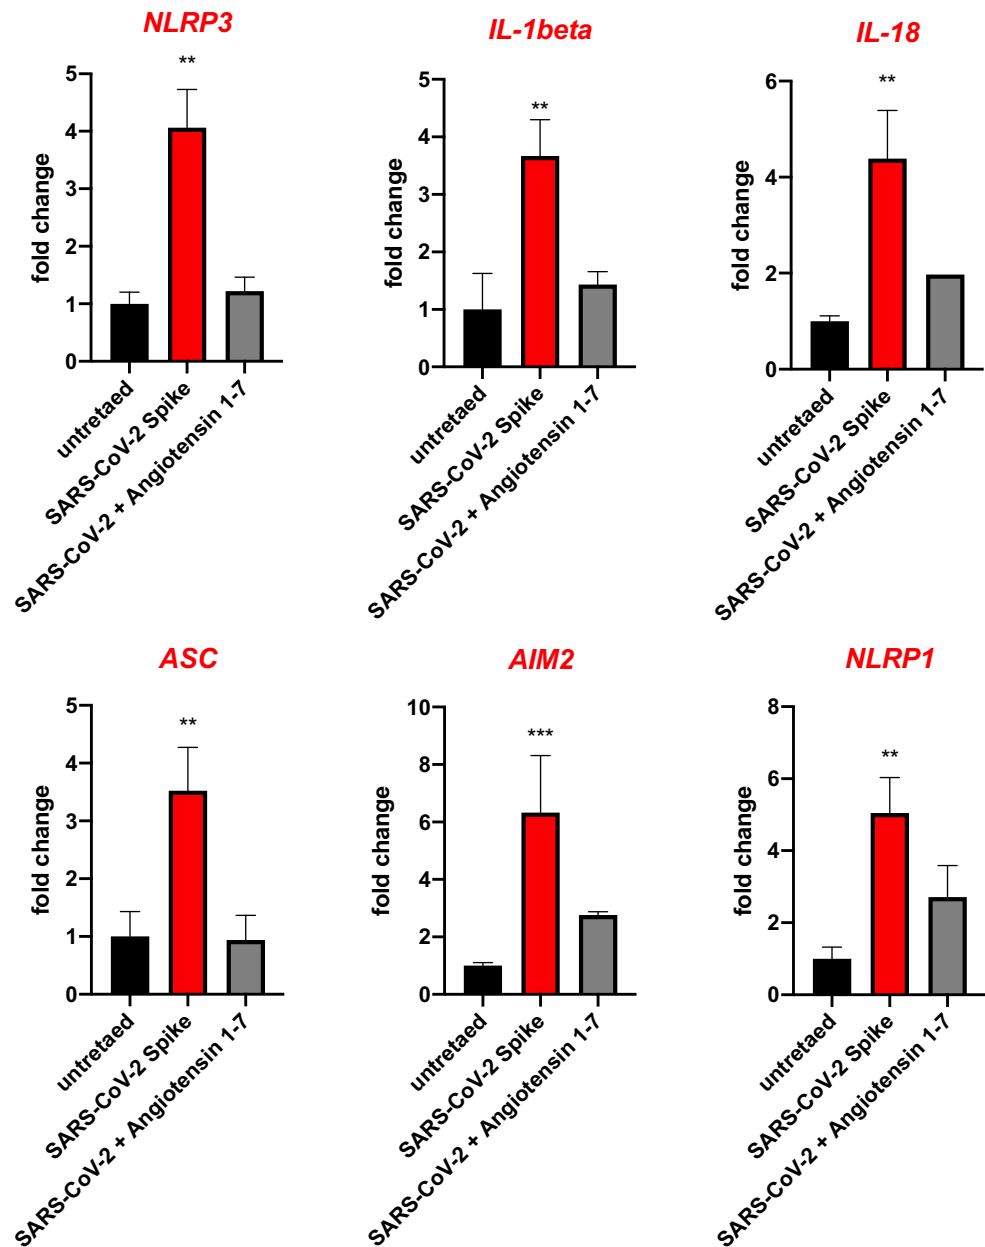 NLRP3
**
5
4
3
2
1
0
fold change
untretaed
SARS-CoV-2 Spike
SARS-CoV-2 + Angiotensin 1-7
IL-1beta
**
5
4
3
2
1
0
fold change
untretaed
SARS-CoV-2 Spike
SARS-CoV-2 + Angiotensin 1-7
IL-18
**
6
4
2
0
fold change
untretaed
SARS-CoV-2 Spike
SARS-CoV-2 + Angiotensin 1-7
ASC
**
5
4
3
2
1
0
fold change
untretaed
SARS-CoV-2 Spike
SARS-CoV-2 + Angiotensin 1-7
AIM2
***
10
8
6
4
2
0
fold change
untretaed
SARS-CoV-2 Spike
SARS-CoV-2 + Angiotensin 1-7
NLRP1
**
8
6
4
2
0
fold change
untretaed
SARS-CoV-2 Spike
SARS-CoV-2 + Angiotensin 1-7